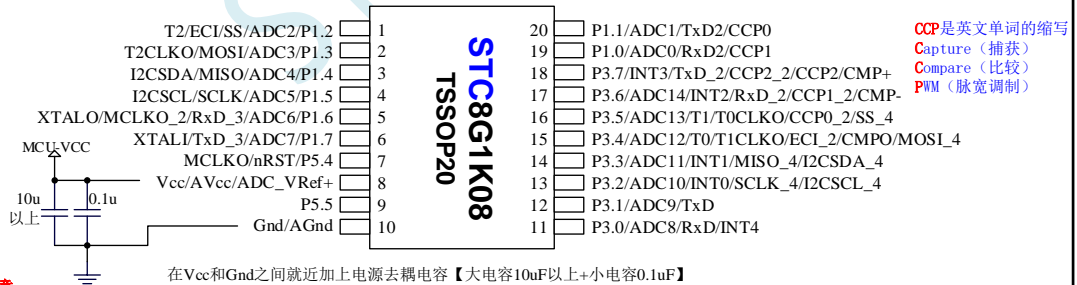 T2/ECI/SS/ADC2/P1.2 1
T2CLKO/MOSI/ADC3/P1.3 2
I2CSDA/MISO/ADC4/P1.4 3
I2CSCL/SCLK/ADC5/P1.5 4
XTALO/MCLKO_2/RxD_3/ADC6/P1.6 5
XTALI/TxD_3/ADC7/P1.7 6
MCLKO/nRST/P5.4 7
Vcc/AVcc/ADC_VRef+ 8
P5.5 9
Gnd/AGnd 10
MCU-VCC
10u
以上
0.1u
STC8G1K08
TSSOP20
20 P1.1/ADC1/TxD2/CCP0
19 P1.0/ADC0/RxD2/CCP1
18 P3.7/INT3/TxD_2/CCP2_2/CCP2/CMP+
17 P3.6/ADC14/INT2/RxD_2/CCP1_2/CMP-
16 P3.5/ADC13/T1/T0CLKO/CCP0_2/SS_4
15 P3.4/ADC12/T0/T1CLKO/ECI_2/CMPO/MOSI_4
14 P3.3/ADC11/INT1/MISO_4/I2CSDA_4
13 P3.2/ADC10/INT0/SCLK_4/I2CSCL_4
12 P3.1/ADC9/TxD
11 P3.0/ADC8/RxD/INT4
CCP是英文单词的缩写
Capture（捕获）
Compare（比较）
PWM（脉宽调制）
在Vcc和Gnd之间就近加上电源去耦电容【大电容10uF以上+小电容0.1uF】